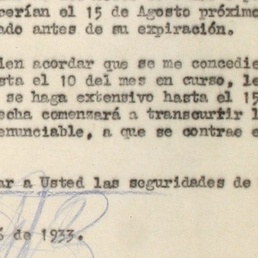 cerían el 15 de Agosto próximo
ado antes de su expiración.
ien acordar que se me concedie
sta el 10 del mes en curso, le
se haga extensivo hasta el 15
echa comenzará a transcurrir l
enunciable, a que se contrae e
ar a Usted las seguridades de
de 1933.